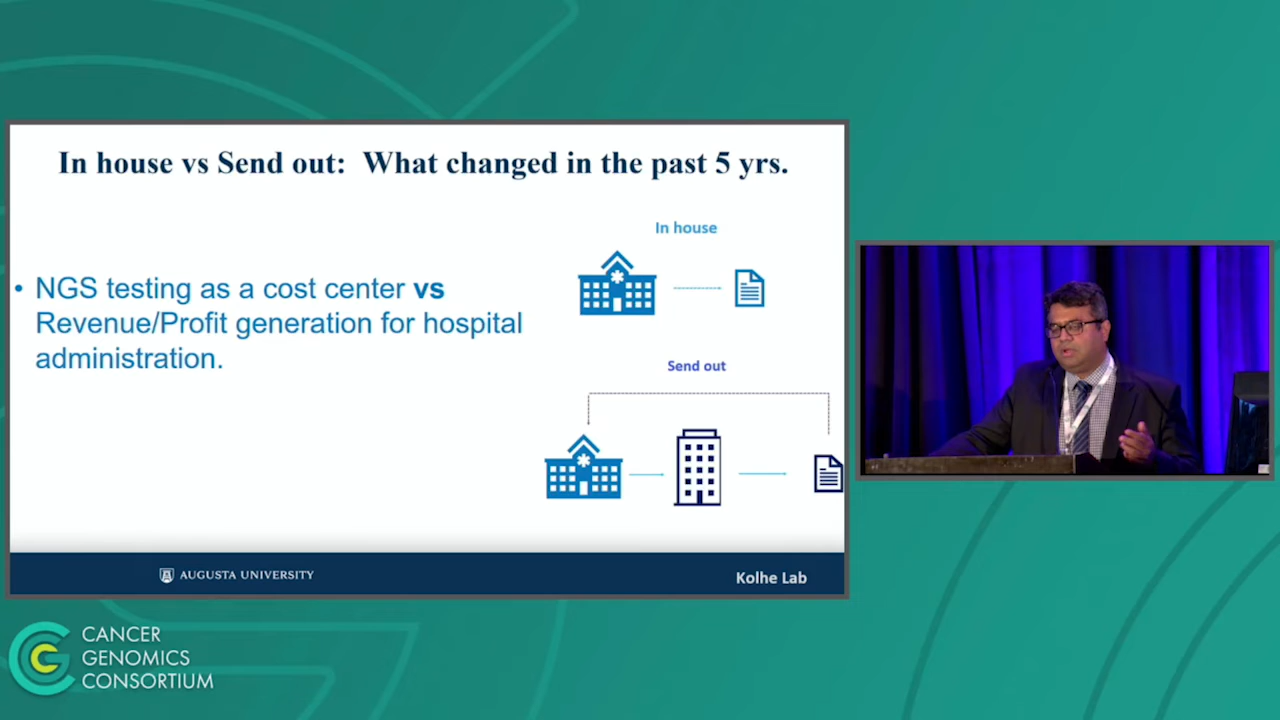 In house vs Send out: What changed in the past 5 yrs.
In house
• NGS testing as a cost center vs
Revenue/Profit generation for hospital
administration.
Send out
AUGUSTA UNIVERSITY
Kolhe Lab
CANCER
GENOMICS
CONSORTIUM